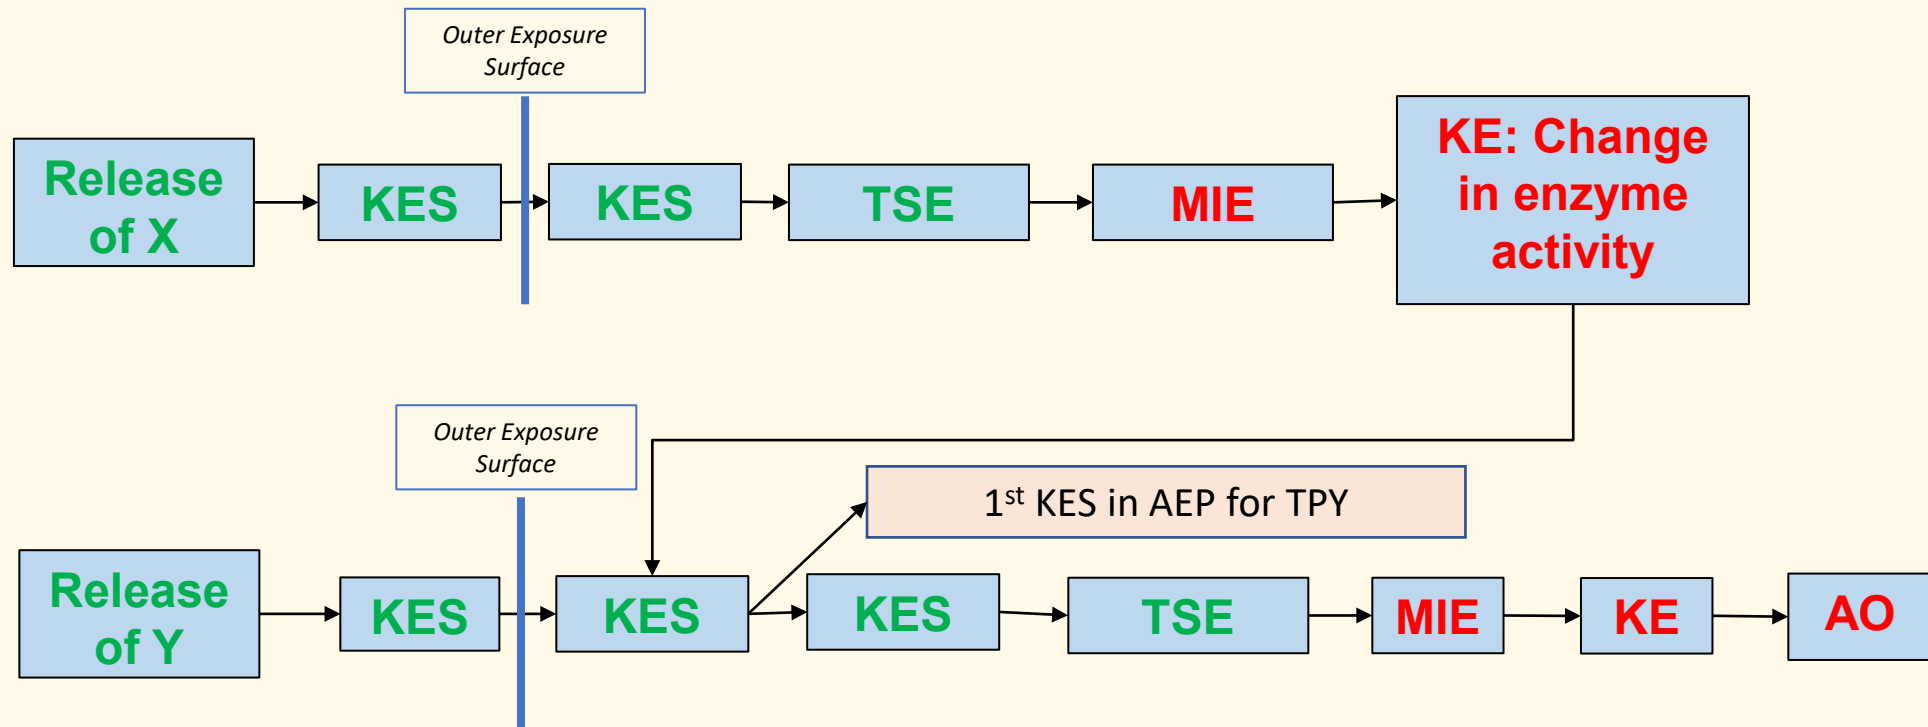 Outer Exposure
Surface
Release
of X
KES
KES
TSE
MIE
KE: Change
in enzyme
activity
Outer Exposure
Surface
1st KES in AEP for TPY
Release
of Y
KES
KES
KES
TSE
MIE
KE
AO